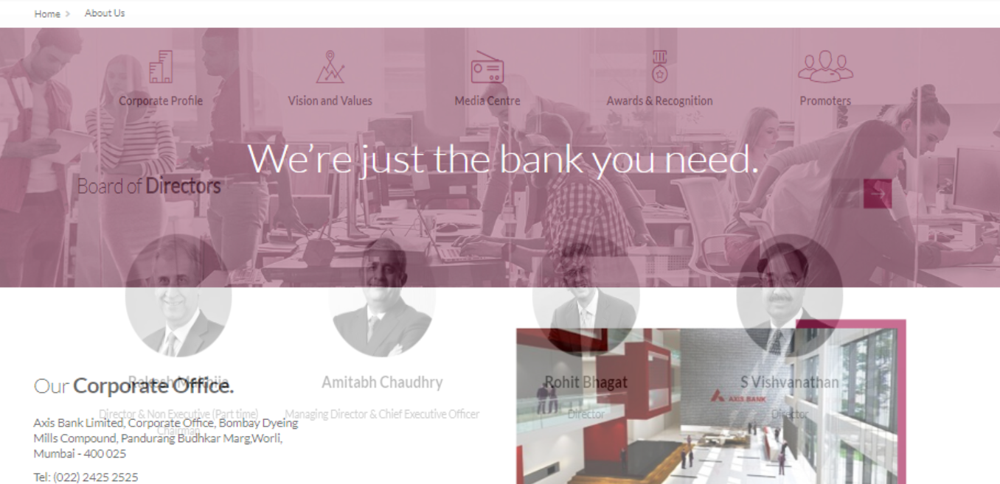 Home > About Us
Corporate Profile
Vision and Values
Media Centre
Awards & Recognition
Promoters
We're just the bank you need.
Board of Directors
Our Corporate Office.
Amitabh Chaudhry
Rohit Bhagat
S Vishvanathan
Director & Non Executive (Part time)
Chairman
Managing Director & Chief Executive Officer
Director
Director
AXIS BANK
Axis Bank Limited, Corporate Office, Bombay Dyeing
Mills Compound, Pandurang Budhkar Marg,Worli,
Mumbai - 400 025
Tel: (022) 2425 2525